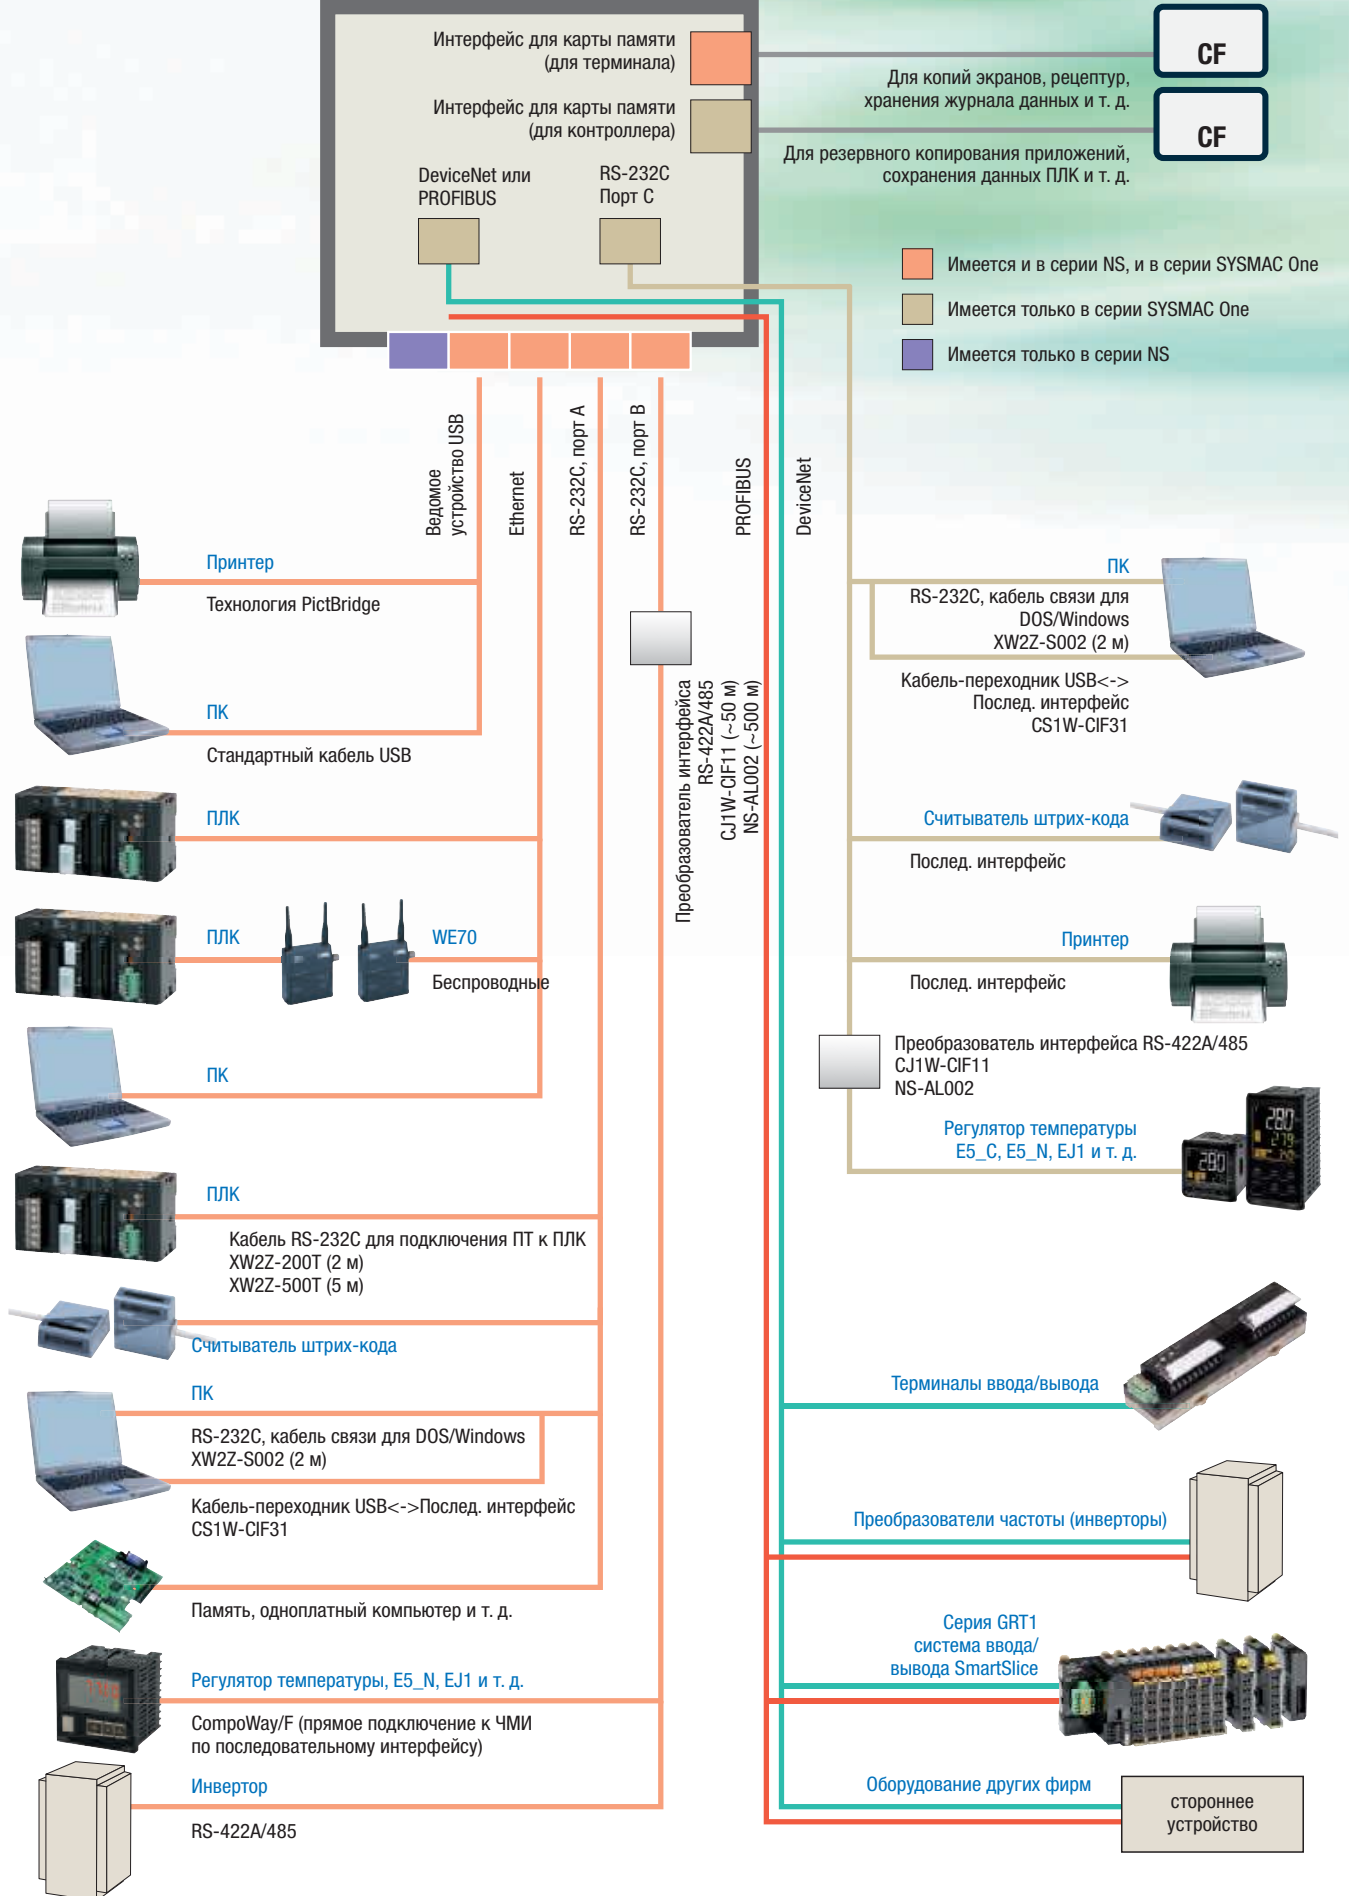 Интерфейс для карты памяти
(для терминала)
CF
Для копий экранов, рецептур,
хранения журнала данных и т. д.
Интерфейс для карты памяти
(для контроллера)
CF
Для резервного копирования приложений,
сохранения данных ПЛК и т. д.
DeviceNet или
PROFIBUS
RS-232C
Порт C
Имеется и в серии NS, и в серии SYSMAC One
Имеется только в серии SYSMAC One
Имеется только в серии NS
Ведомое
устройство USB
Ethernet
RS-232C, порт A
RS-232C, порт B
PROFIBUS
DeviceNet
Принтер
Технология PictBridge
ПК
Стандартный кабель USB
ПЛК
ПЛК
WE70
Беспроводные
ПК
ПЛК
Кабель RS-232C для подключения ПТ к ПЛК
XW2Z-200T (2 м)
XW2Z-500T (5 м)
Считыватель штрих-кода
ПК
RS-232C, кабель связи для DOS/Windows
XW2Z-S002 (2 м)
Кабель-переходник USB<->Послед. интерфейс
CS1W-CIF31
Память, одноплатный компьютер и т. д.
Регулятор температуры, E5_N, EJ1 и т. д.
CompoWay/F (прямое подключение к ЧМИ
по последовательному интерфейсу)
Инвертор
RS-422A/485
Преобразователь интерфейса
RS-422A/485
CJ1W-CIF11 (~50 м)
NS-AL002 (~500 м)
ПК
RS-232C, кабель связи для
DOS/Windows
XW2Z-S002 (2 м)
Кабель-переходник USB<->
Послед. интерфейс
CS1W-CIF31
Считыватель штрих-кода
Послед. интерфейс
Принтер
Послед. интерфейс
Преобразователь интерфейса RS-422A/485
CJ1W-CIF11
NS-AL002
Регулятор температуры
E5_C, E5_N, EJ1 и т. д.
Терминалы ввода/вывода
Преобразователи частоты (инверторы)
Серия GRT1
система ввода/
вывода SmartSlice
Оборудование других фирм
стороннее
устройство